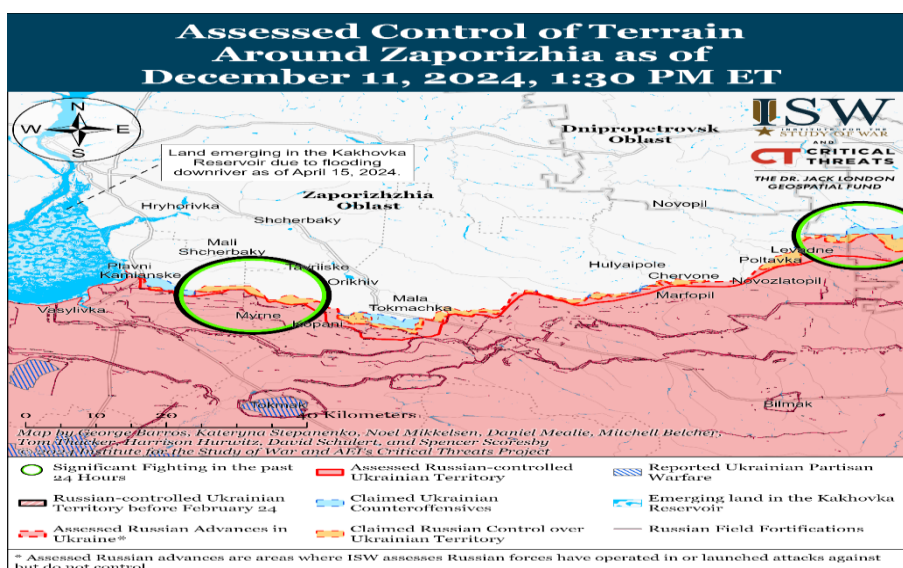 Assessed Control of Terrain
Around Zaporizhia as of
December 11, 2024, 1:30 PM ET
N
W E
S
Land emerging in the Kakhovka
Reservoir due to flooding
downriver as of April 15, 2024.
ISW
INSTITUTE FOR THE
STUDY OF WAR
AND
CT CRITICAL
THREATS
THE DR. JACK LONDON
GEOSPATIAL FUND
Dnipropetrovsk
Oblast
Zaporizhzhia
Oblast
Hryhorivka
Shcherbaky
Novopil
Mali
Shcherbaky
Plavni
Kamianske
Tavriiske
Orikhiv
Hulyaipole
Chervone
Levadne
Poltavka
Novozlatopil
Marfopil
Mala
Tokmachka
Vasylivka
Myrne
Kopani
Tokmak
Bilmak
0 10 20 40 Kilometers
Map by George Barros, Kateryna Stepanenko, Noel Mikkelsen, Daniel Mealie, Mitchell Belcher,
Tom Thacker, Harrison Hurwitz, David Schulert, and Spencer Scoresby
© 2024 Institute for the Study of War and AEI's Critical Threats Project
Significant Fighting in the past
24 Hours
Russian-controlled Ukrainian
Territory before February 24
Assessed Russian Advances in
Ukraine*
Assessed Russian-controlled
Ukrainian Territory
Claimed Ukrainian
Counteroffensives
Claimed Russian Control over
Ukrainian Territory
Reported Ukrainian Partisan
Warfare
Emerging land in the Kakhovka
Reservoir
Russian Field Fortifications
* Assessed Russian advances are areas where ISW assesses Russian forces have operated in or launched attacks against
but do not control.